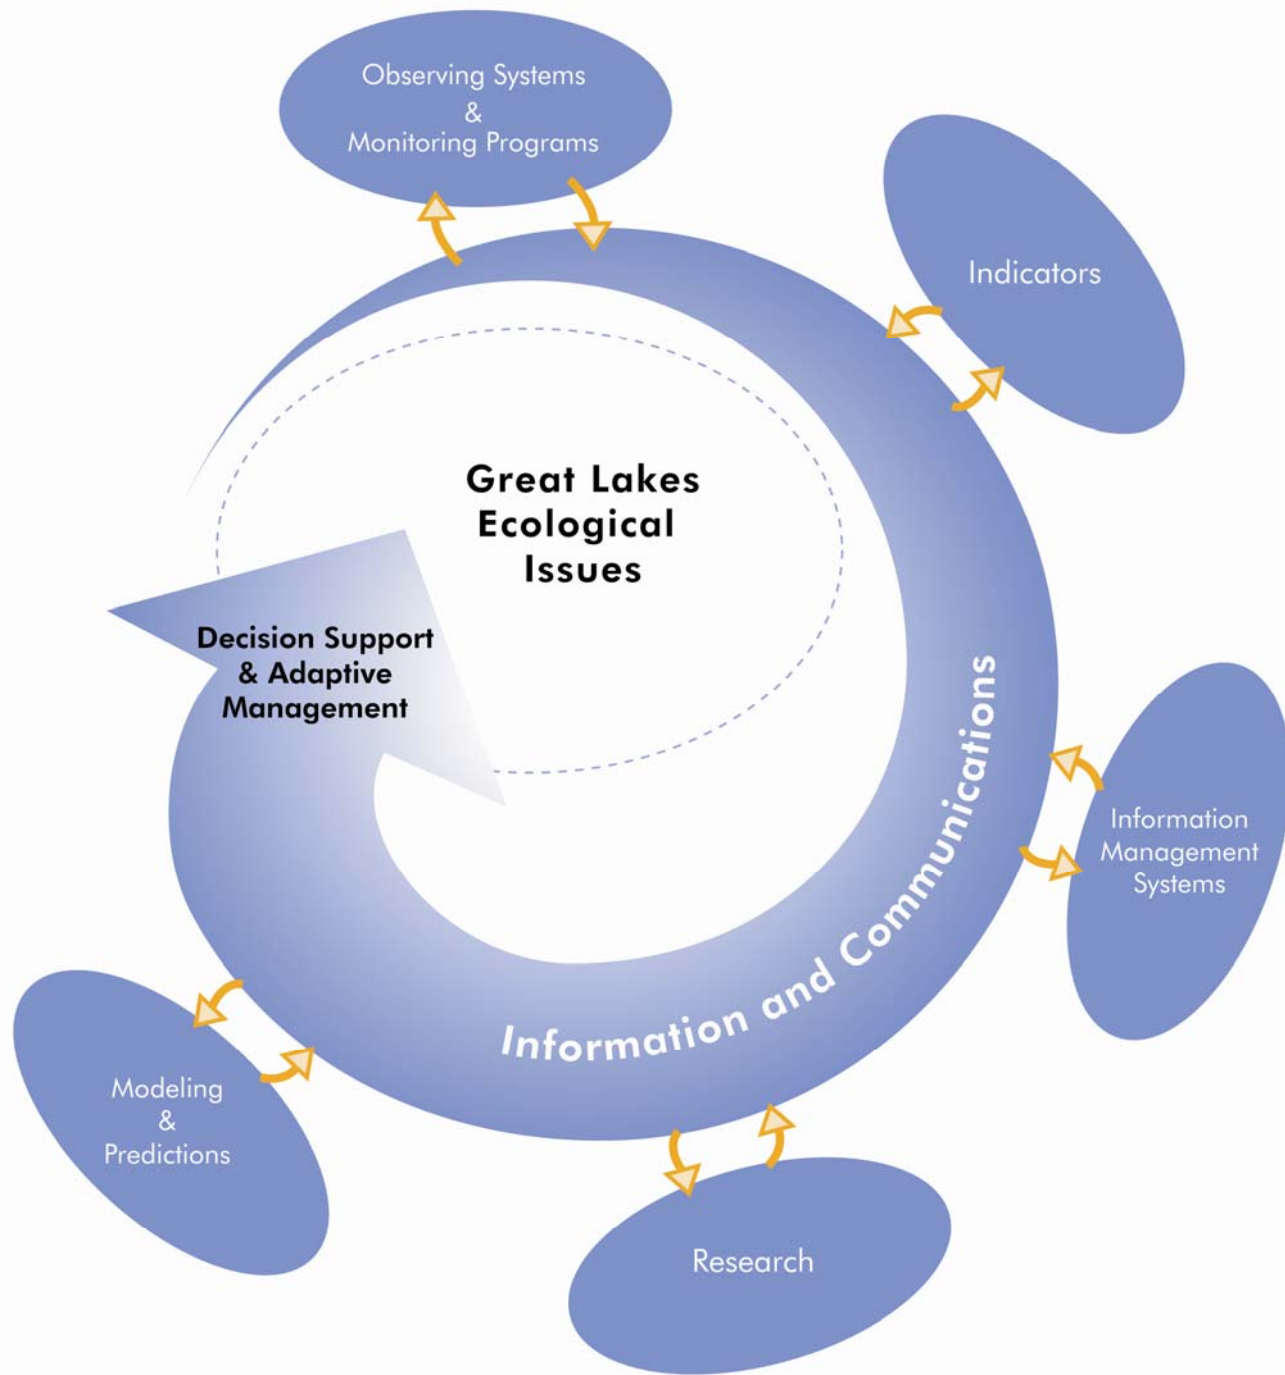 Observing Systems
&
Monitoring Programs
Indicators
Great Lakes
Ecological
Issues
Decision Support
& Adaptive
Management
Information and Communications
Information
Management
Systems
Modeling
&
Predictions
Research